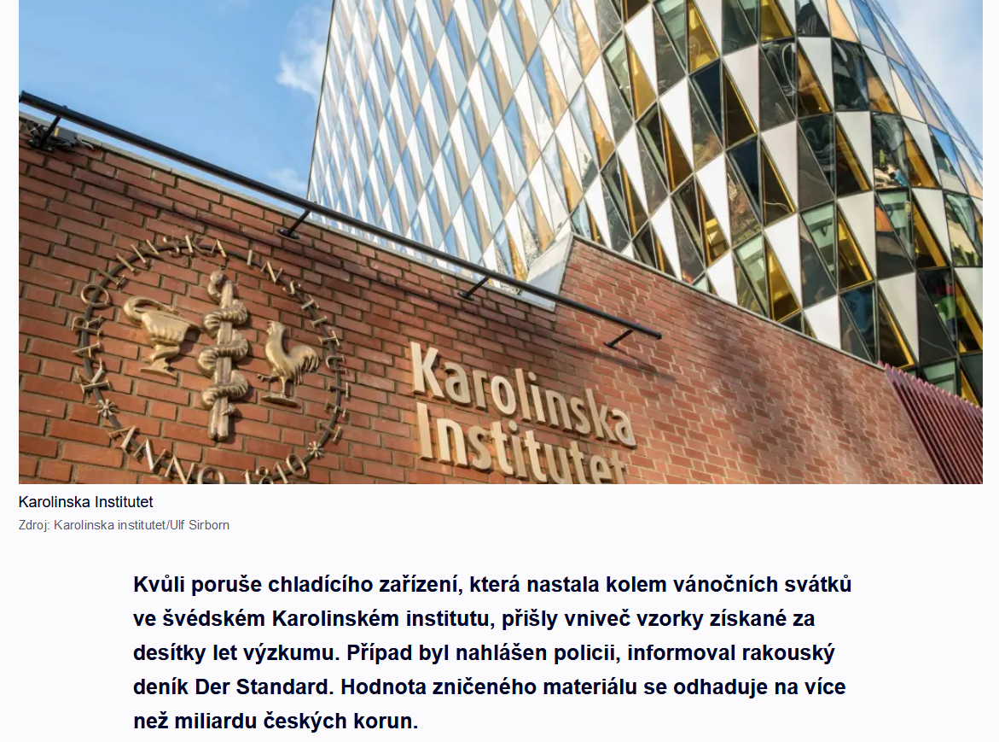 KAROLINSKA INSTITUTET
ANNO 1810
Karolinska
Institutet
Karolinska Institutet
Zdroj: Karolinska institutet/Ulf Sirborn
Kvůli poruše chladícího zařízení, která nastala kolem vánočních svátků
ve švédském Karolinském institutu, přišly vniveč vzorky získané za
desítky let výzkumu. Případ byl nahlášen policii, informoval rakouský
deník Der Standard. Hodnota zničeného materiálu se odhaduje na více
než miliardu českých korun.